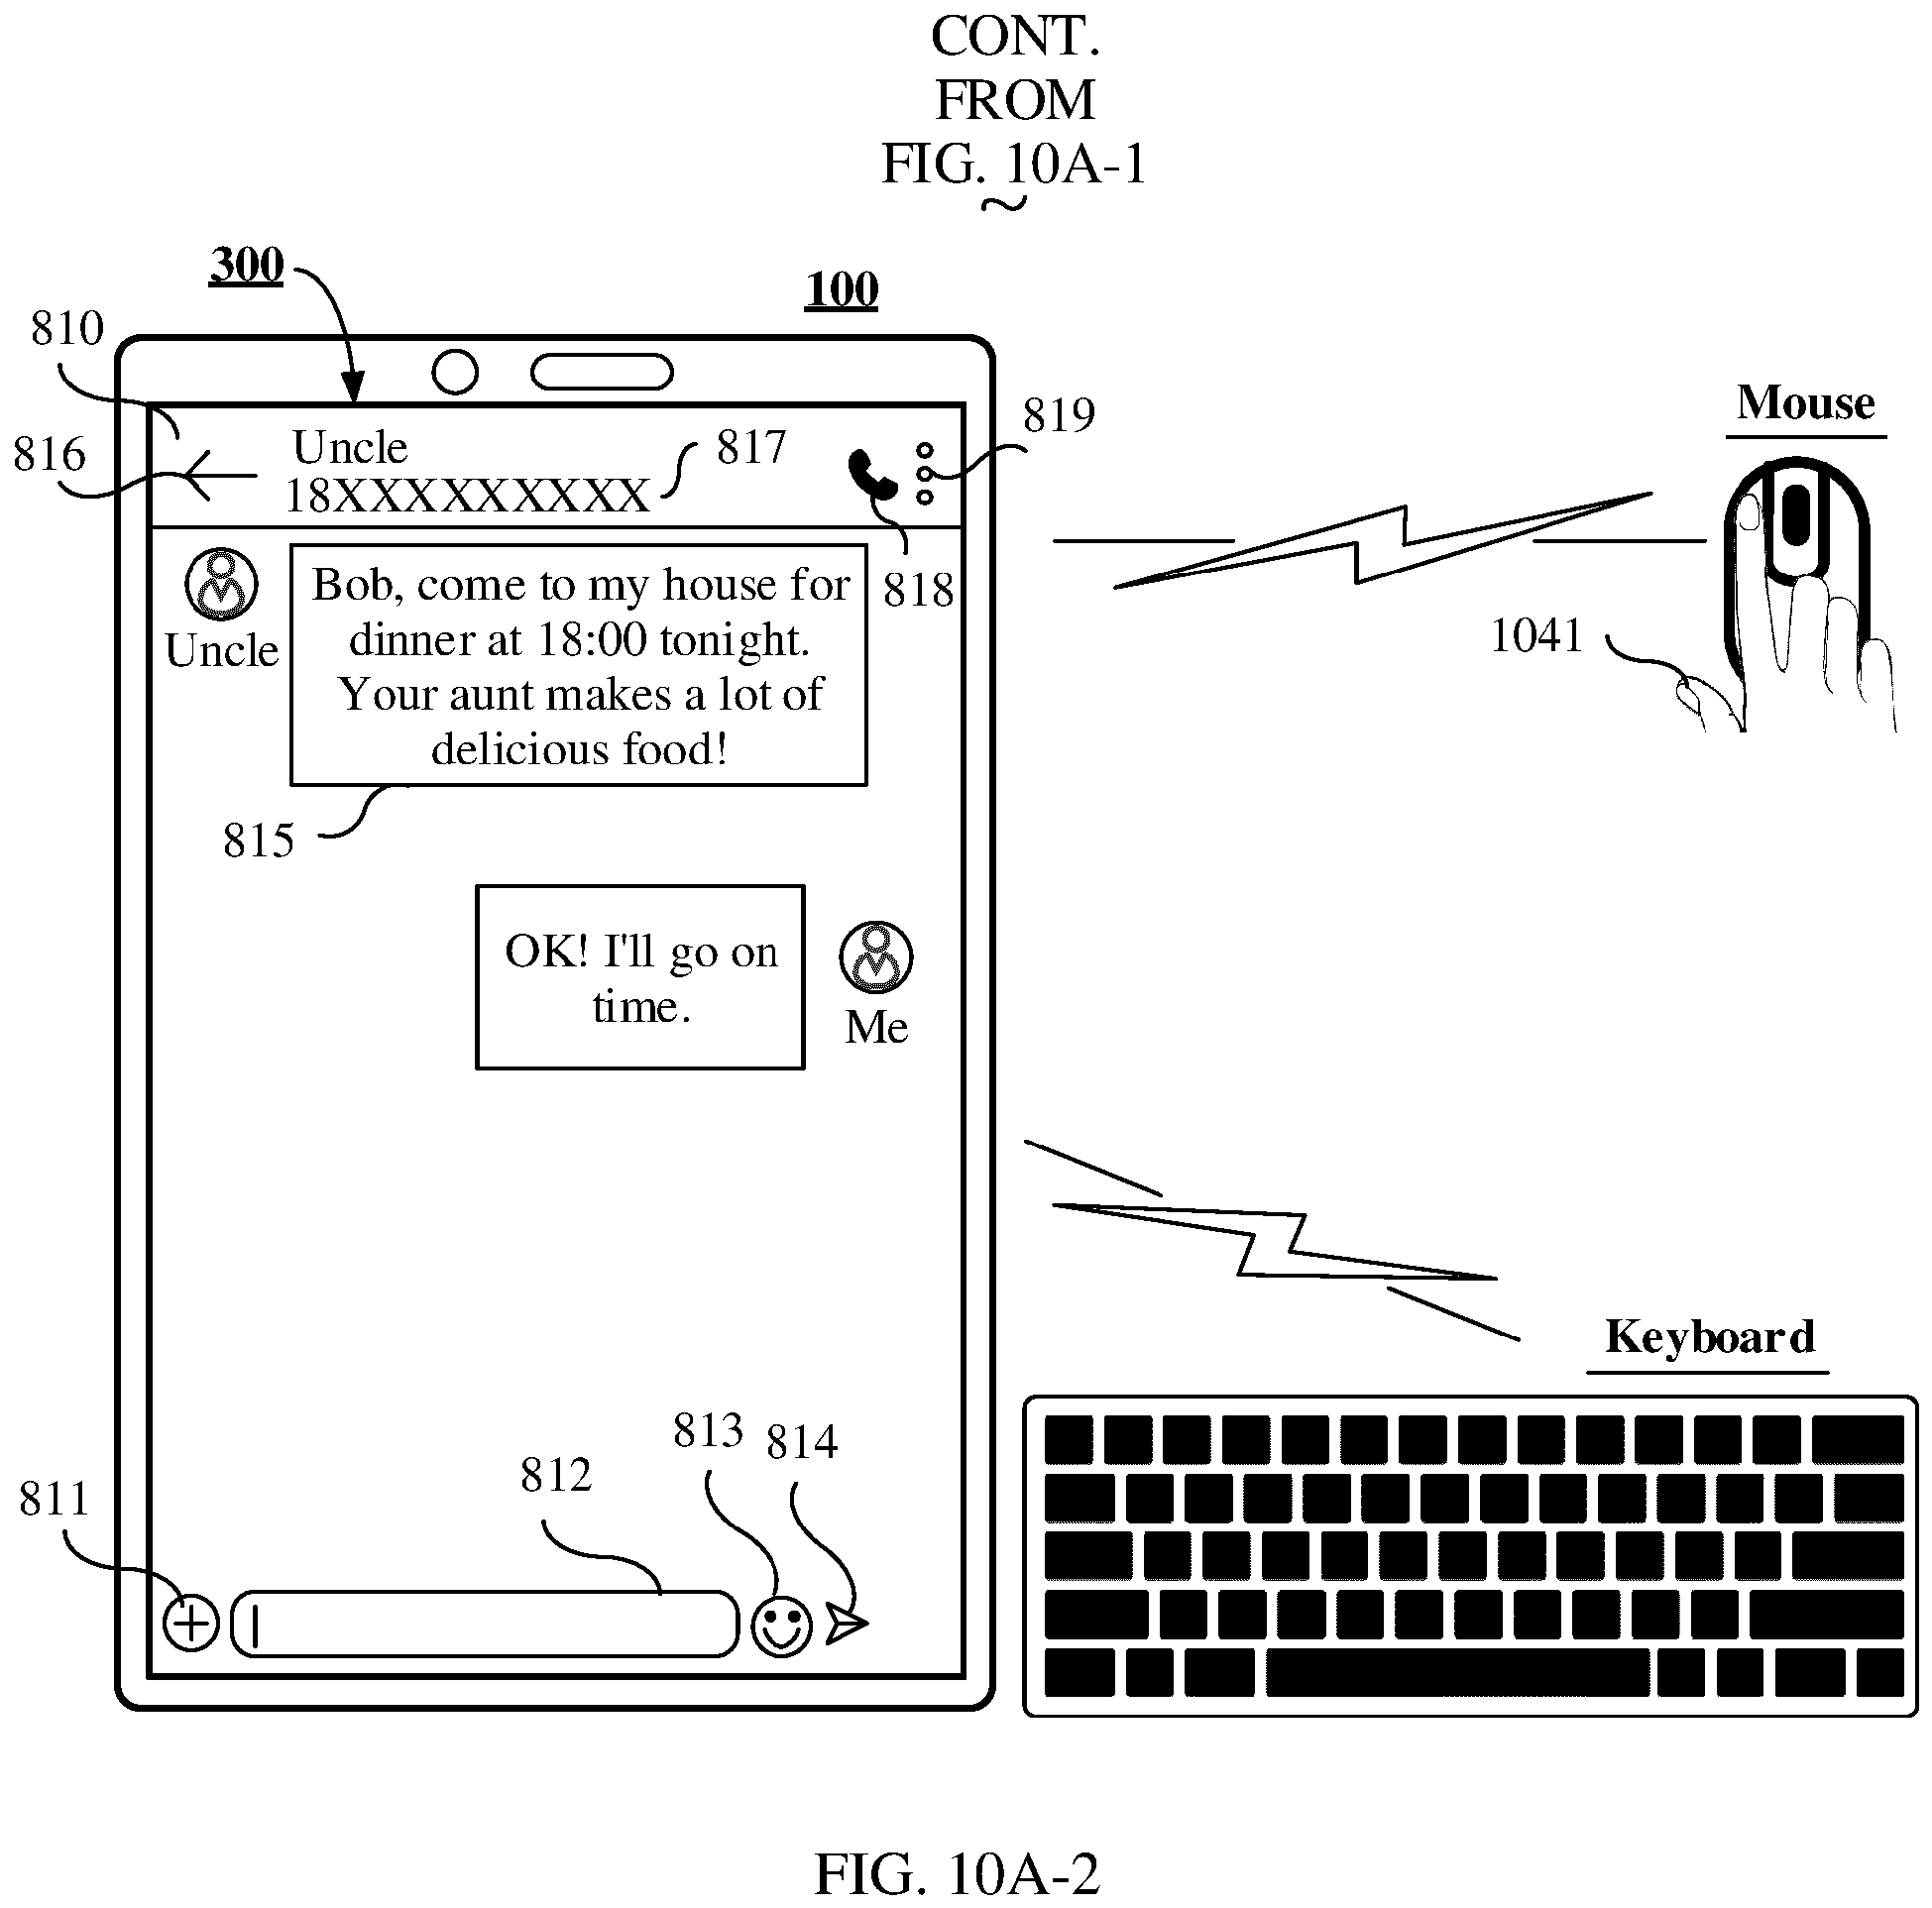 CONT.
FROM
FIG. 10A-1
300
100
810
Mouse
819
816
Uncle
817
18XXXXXXXXX
818
Uncle
Bob, come to my house for
dinner at 18:00 tonight.
Your aunt makes a lot of
delicious food!
1041
815
OK! I'll go on
time.
Me
Keyboard
813
814
812
811
FIG. 10A-2